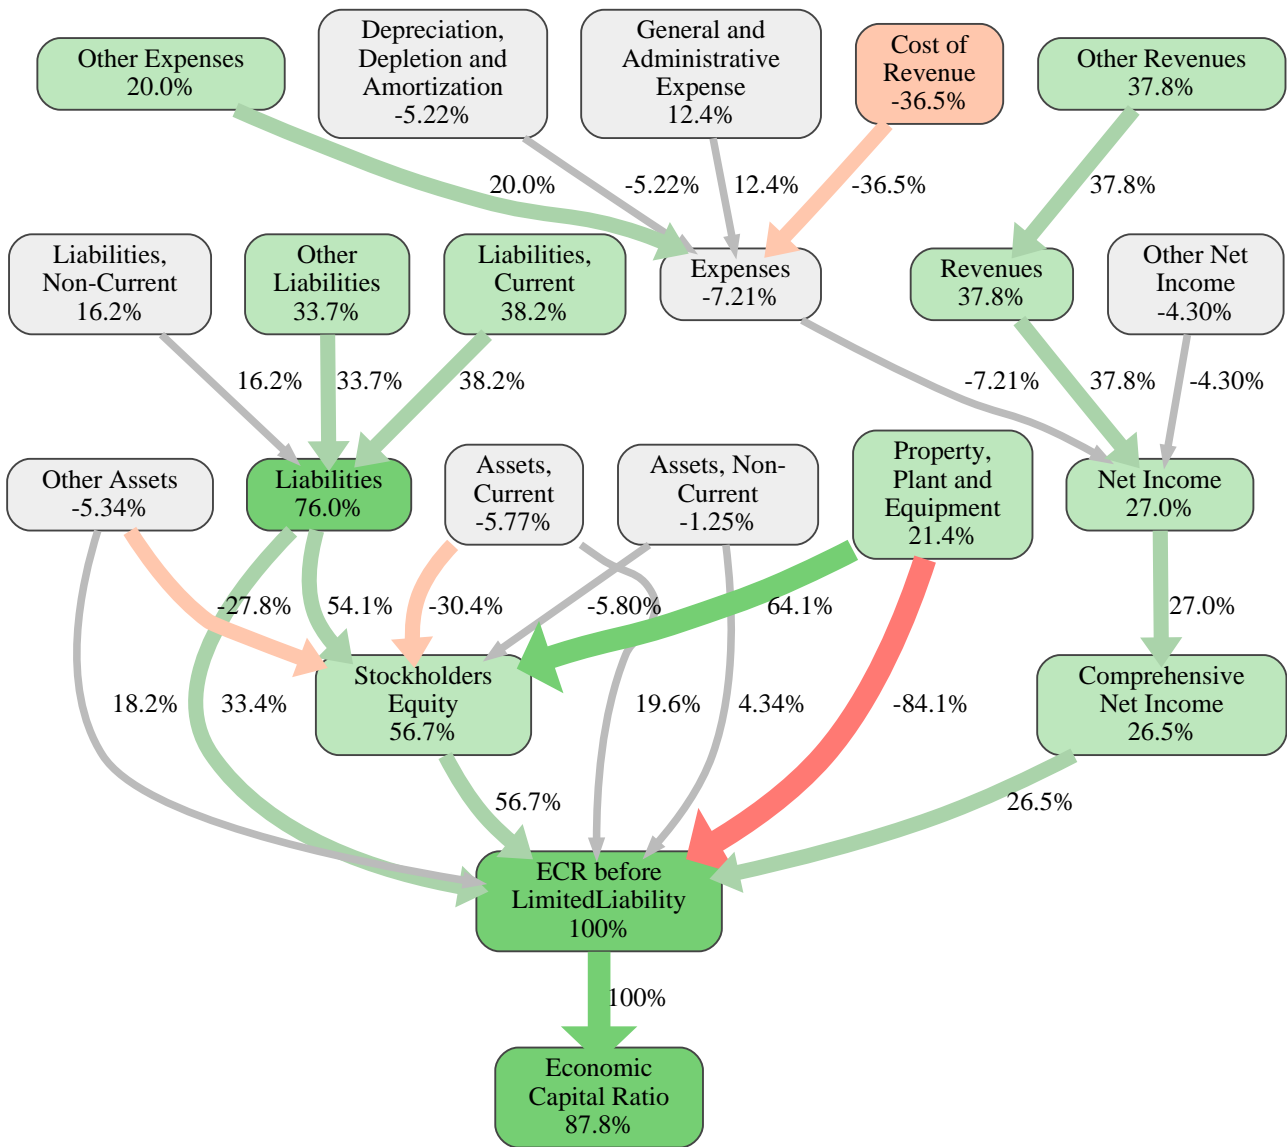 Other Expenses
20.0%
Depreciation,
Depletion and
Amortization
-5.22%
General and
Administrative
Expense
12.4%
Cost of
Revenue
-36.5%
Other Revenues
37.8%
20.0%
-5.22%
12.4%
-36.5%
37.8%
Liabilities,
Non-Current
16.2%
Other
Liabilities
33.7%
Liabilities,
Current
38.2%
Expenses
-7.21%
Revenues
37.8%
Other Net
Income
-4.30%
16.2%
33.7%
38.2%
-7.21%
37.8%
-4.30%
Other Assets
-5.34%
Liabilities
76.0%
Assets,
Current
-5.77%
Assets, Non-
Current
-1.25%
Property,
Plant and
Equipment
21.4%
Net Income
27.0%
-27.8%
54.1%
-30.4%
-5.80%
64.1%
27.0%
Stockholders
Equity
56.7%
Comprehensive
Net Income
26.5%
18.2%
33.4%
19.6%
4.34%
-84.1%
56.7%
26.5%
ECR before
LimitedLiability
100%
100%
Economic
Capital Ratio
87.8%